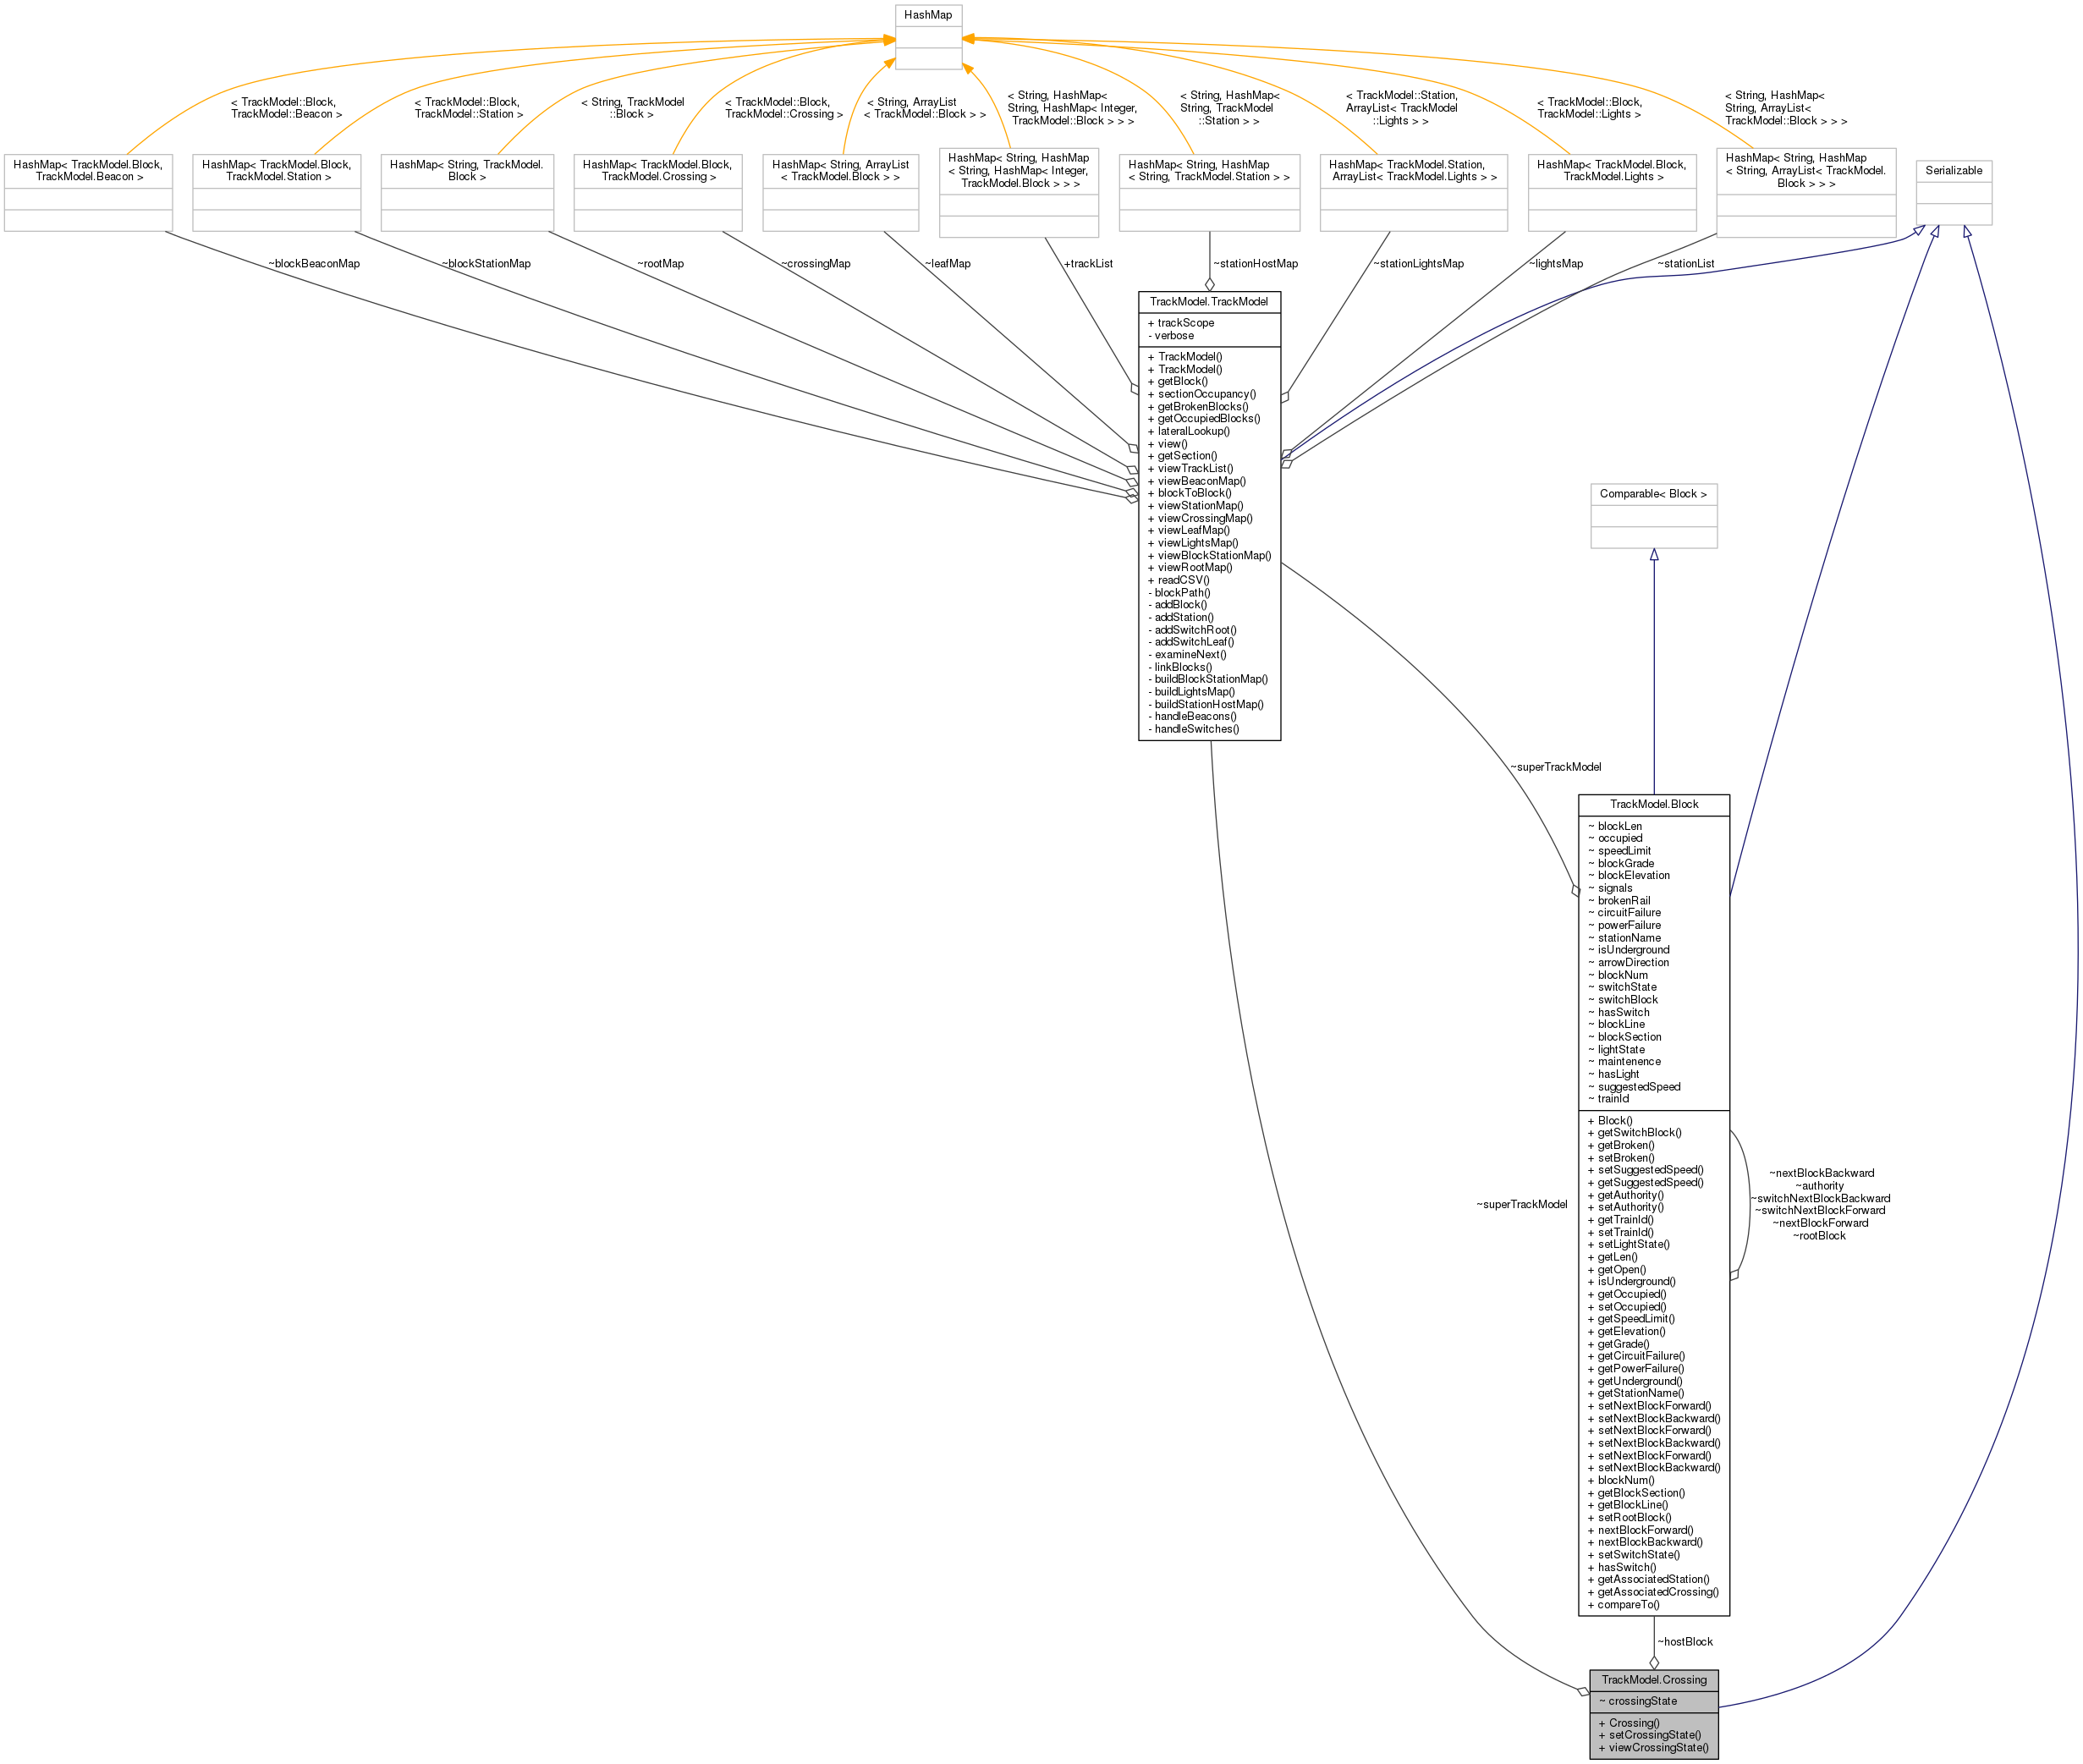 HashMap
< TrackModel::Block,
TrackModel::Beacon >
< TrackModel::Block,
TrackModel::Station >
< String, TrackModel
::Block >
< TrackModel::Block,
TrackModel::Crossing >
< String, ArrayList
< TrackModel::Block > >
< String, HashMap<
String, HashMap< Integer,
TrackModel::Block > > >
< String, HashMap<
String, TrackModel
::Station > >
< TrackModel::Station,
ArrayList< TrackModel
::Lights > >
< TrackModel::Block,
TrackModel::Lights >
< String, HashMap<
String, ArrayList<
TrackModel::Block > > >
HashMap< TrackModel.Block,
TrackModel.Beacon >
HashMap< TrackModel.Block,
TrackModel.Station >
HashMap< String, TrackModel.
Block >
HashMap< TrackModel.Block,
TrackModel.Crossing >
HashMap< String, ArrayList
< TrackModel.Block > >
HashMap< String, HashMap
< String, HashMap< Integer,
TrackModel.Block > > >
HashMap< String, HashMap
< String, TrackModel.Station > >
HashMap< TrackModel.Station,
ArrayList< TrackModel.Lights > >
HashMap< TrackModel.Block,
TrackModel.Lights >
HashMap< String, HashMap
< String, ArrayList< TrackModel.
Block > > >
Serializable
~blockBeaconMap
~blockStationMap
~rootMap
~crossingMap
~leafMap
+trackList
~stationHostMap
~stationLightsMap
~lightsMap
~stationList
TrackModel.TrackModel
+ trackScope
- verbose
+ TrackModel()
+ TrackModel()
+ getBlock()
+ sectionOccupancy()
+ getBrokenBlocks()
+ getOccupiedBlocks()
+ lateralLookup()
+ view()
+ getSection()
+ viewTrackList()
+ viewBeaconMap()
+ blockToBlock()
+ viewStationMap()
+ viewCrossingMap()
+ viewLeafMap()
+ viewLightsMap()
+ viewBlockStationMap()
+ viewRootMap()
+ readCSV()
- blockPath()
- addBlock()
- addStation()
- addSwitchRoot()
- addSwitchLeaf()
- examineNext()
- linkBlocks()
- buildBlockStationMap()
- buildLightsMap()
- buildStationHostMap()
- handleBeacons()
- handleSwitches()
Comparable< Block >
~superTrackModel
TrackModel.Block
~ blockLen
~ occupied
~ speedLimit
~ blockGrade
~ blockElevation
~ signals
~ brokenRail
~ circuitFailure
~ powerFailure
~ stationName
~ isUnderground
~ arrowDirection
~ blockNum
~ switchState
~ switchBlock
~ hasSwitch
~ blockLine
~ blockSection
~ lightState
~ maintenence
~ hasLight
~ suggestedSpeed
~ trainId
+ Block()
+ getSwitchBlock()
+ getBroken()
+ setBroken()
+ setSuggestedSpeed()
+ getSuggestedSpeed()
+ getAuthority()
+ setAuthority()
+ getTrainId()
+ setTrainId()
+ setLightState()
+ getLen()
+ getOpen()
+ isUnderground()
+ getOccupied()
+ setOccupied()
+ getSpeedLimit()
+ getElevation()
+ getGrade()
+ getCircuitFailure()
+ getPowerFailure()
+ getUnderground()
+ getStationName()
+ setNextBlockForward()
+ setNextBlockBackward()
+ setNextBlockForward()
+ setNextBlockBackward()
+ setNextBlockForward()
+ setNextBlockBackward()
+ blockNum()
+ getBlockSection()
+ getBlockLine()
+ setRootBlock()
+ nextBlockForward()
+ nextBlockBackward()
+ setSwitchState()
+ hasSwitch()
+ getAssociatedStation()
+ getAssociatedCrossing()
+ compareTo()
~nextBlockBackward
~authority
~switchNextBlockBackward
~switchNextBlockForward
~nextBlockForward
~rootBlock
~superTrackModel
~hostBlock
TrackModel.Crossing
~ crossingState
+ Crossing()
+ setCrossingState()
+ viewCrossingState()